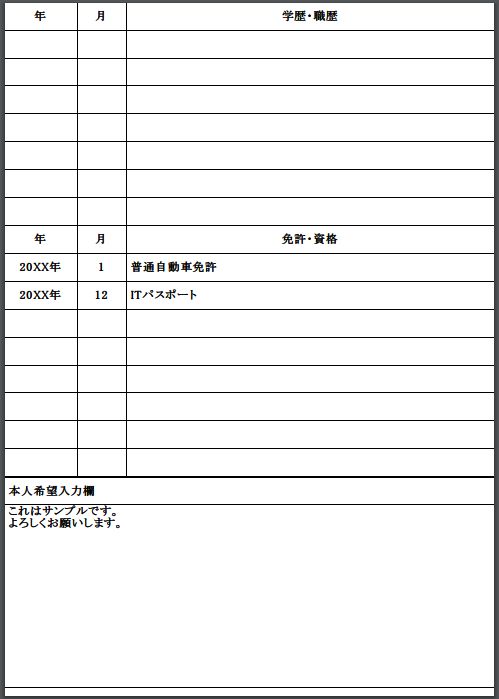 年 月 学歴・職歴
年 月 免許・資格
20XX年 1 普通自動車免許
20XX年 12 ITパスポート
本人希望入力欄
これはサンプルです。
よろしくお願いします。